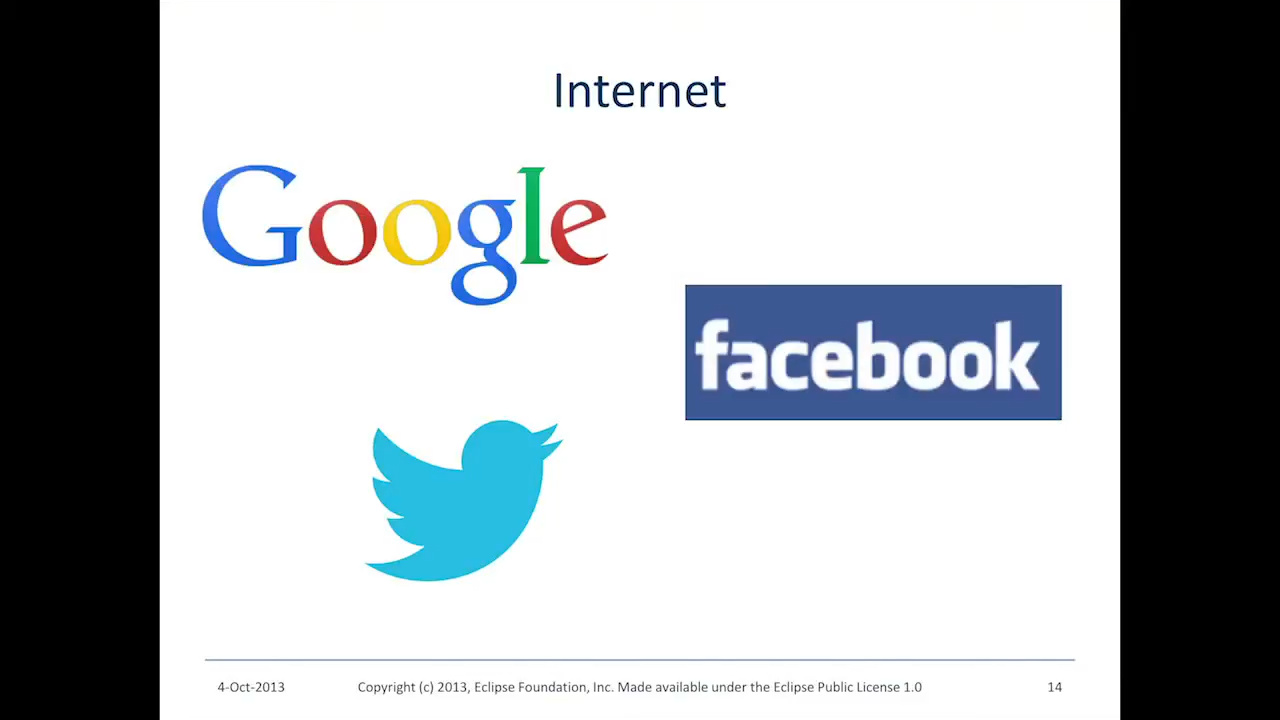 Internet
Google
facebook
4-Oct-2013
Copyright (c) 2013, Eclipse Foundation, Inc. Made available under the Eclipse Public License 1.0
14